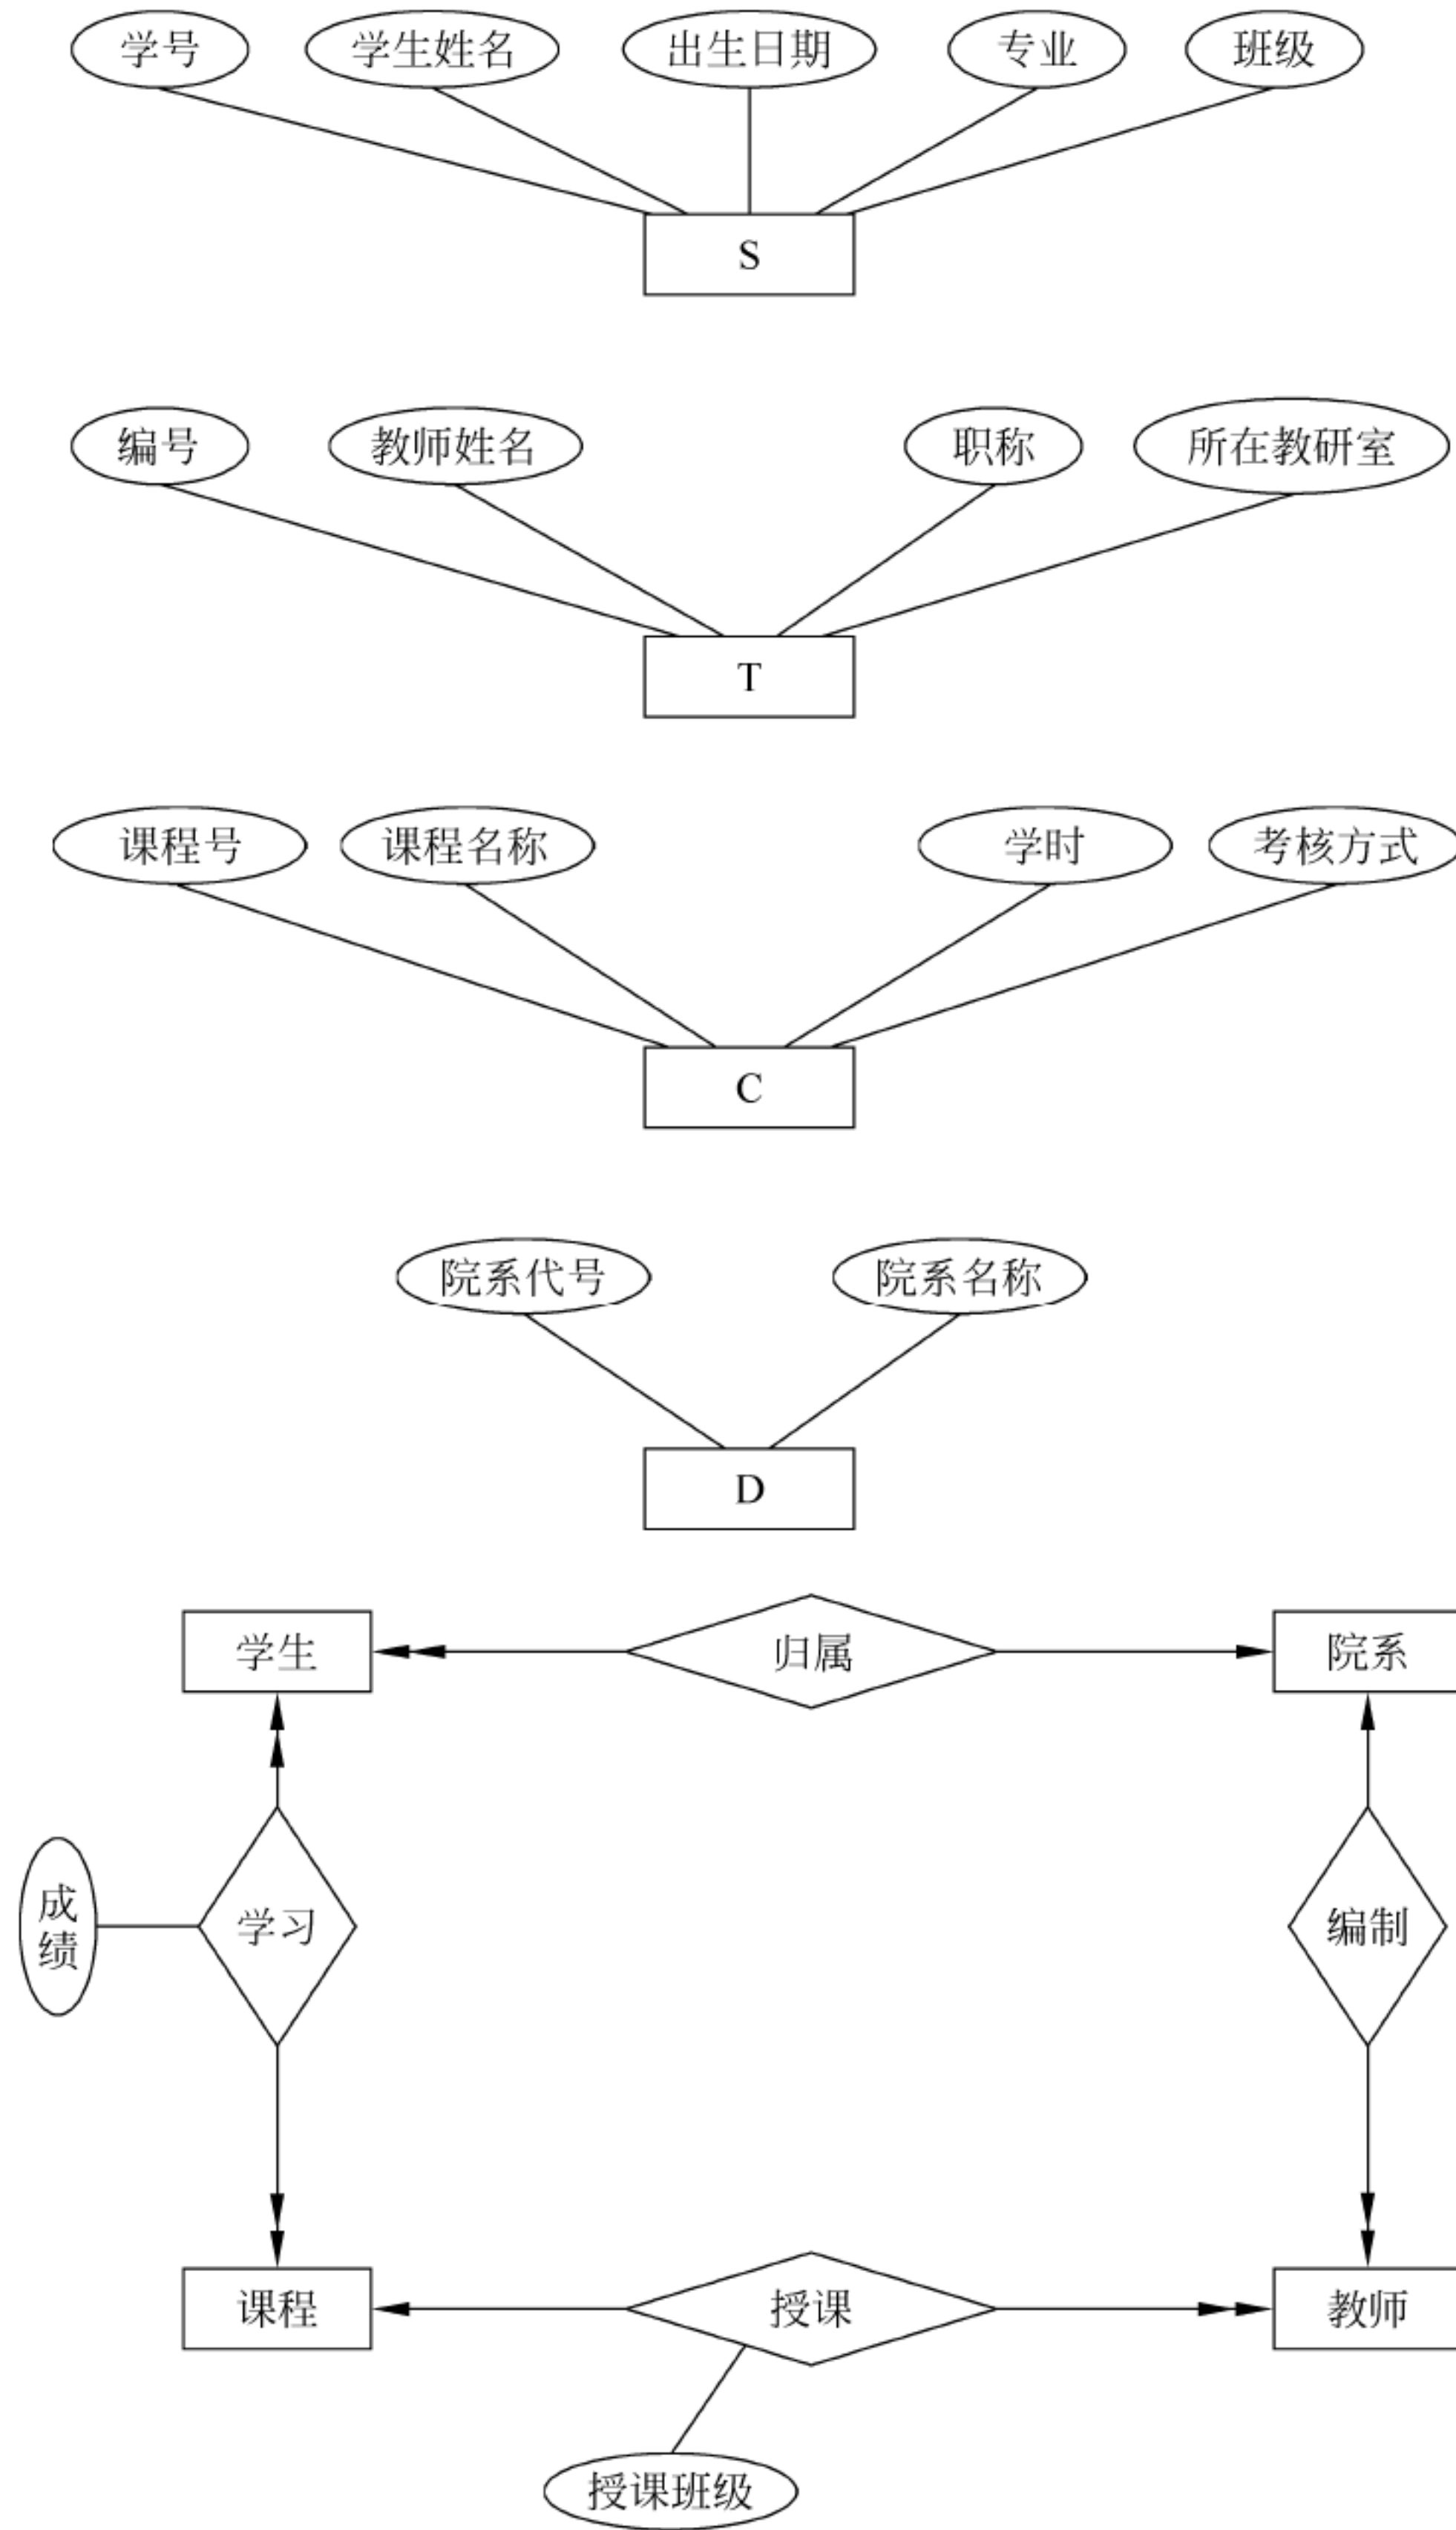 学号
学生姓名
出生日期
专业
班级
S
编号
教师姓名
职称
所在教研室
T
课程号
课程名称
学时
考核方式
C
院系代号
院系名称
D
学生
归属
院系
成
绩
学习
编制
课程
授课
教师
授课班级